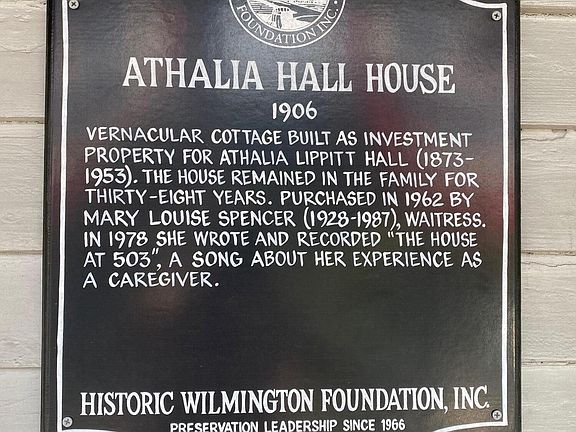 FOUNDATION INC.
ATHALIA HALL HOUSE
1906
VERNACULAR COTTAGE BUILT AS INVESTMENT
PROPERTY FOR ATHALIA LIPPITT HALL (1873-
1953). THE HOUSE REMAINED IN THE FAMILY FOR
THIRTY-EIGHT YEARS. PURCHASED IN 1962 BY
MARY LOUISE SPENCER (1928-1987), WAITRESS.
IN 1978 SHE WROTE AND RECORDED "THE HOUSE
AT 503", A SONG ABOUT HER EXPERIENCE AS
A CAREGIVER.
HISTORIC WILMINGTON FOUNDATION, INC.
PRESERVATION LEADERSHIP SINCE 1966